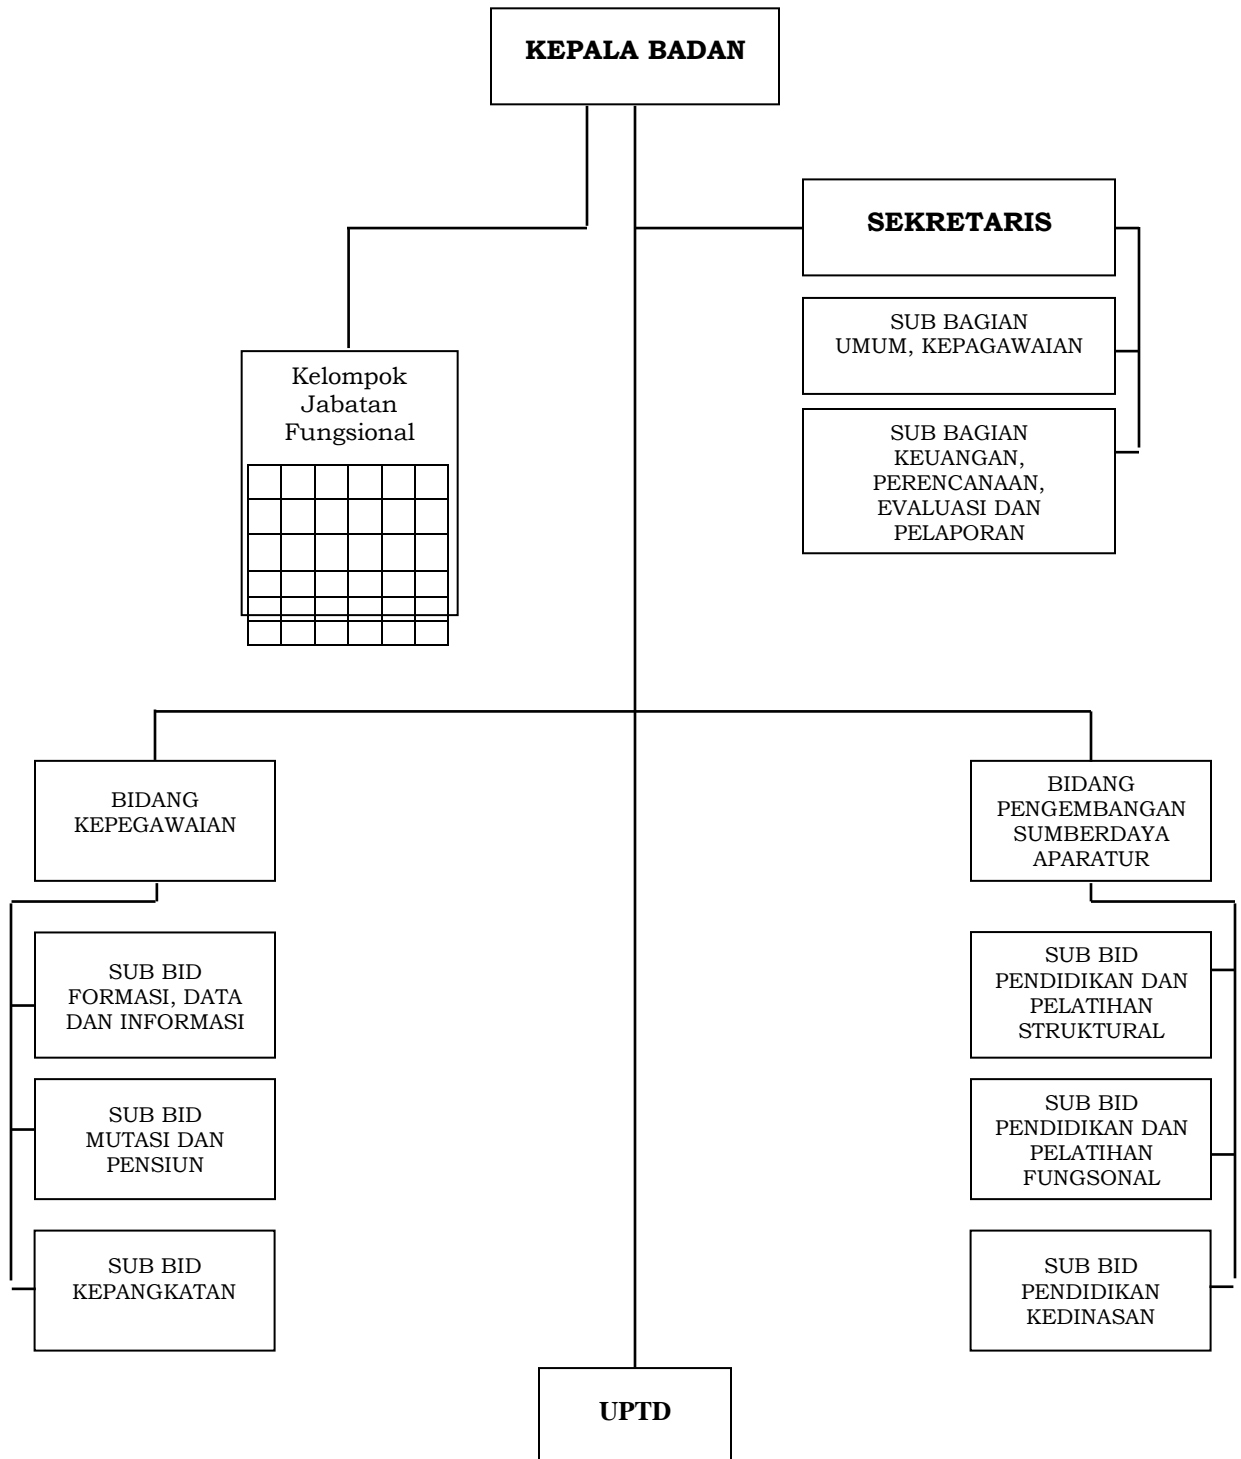 KEPALA BADAN
SEKRETARIS
SUB BAGIAN
UMUM, KEPAGAWAIAN
SUB BAGIAN
KEUANGAN,
PERENCANAAN,
EVALUASI DAN
PELAPORAN
Kelompok
Jabatan
Fungsional
BIDANG
KEPEGAWAIAN
SUB BID
FORMASI, DATA
DAN INFORMASI
SUB BID
MUTASI DAN
PENSIUN
SUB BID
KEPANGKATAN
BIDANG
PENGEMBANGAN
SUMBERDAYA
APARATUR
SUB BID
PENDIDIKAN DAN
PELATIHAN
STRUKTURAL
SUB BID
PENDIDIKAN DAN
PELATIHAN
FUNGSONAL
SUB BID
PENDIDIKAN
KEDINASAN
UPTD